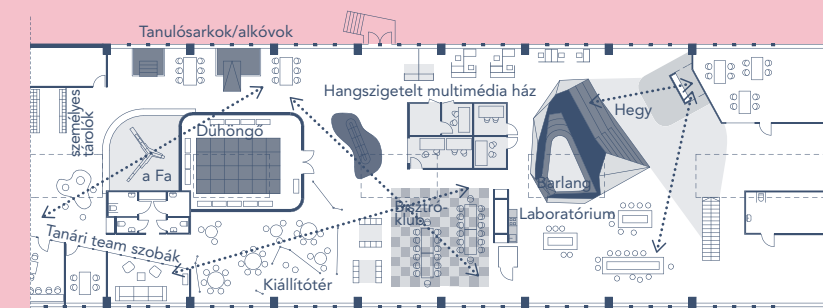 Tanulósarkok/alkóvok
Hangszigetelt multimédia ház
személyes
tárolók
Dühöngő
Hegy
a Fa
Barlang
Bisztró-
klub
Laboratórium
Tanári team szobák
Kiállítótér